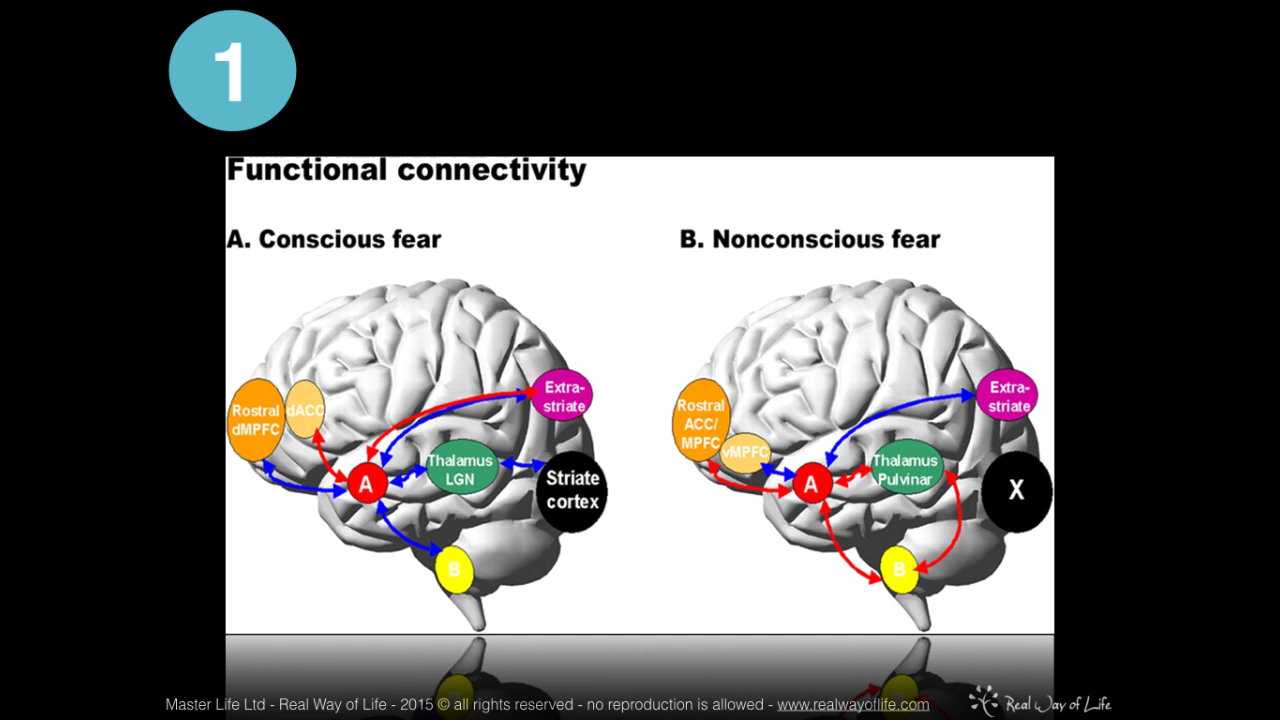 1
Functional connectivity
A. Conscious fear
B. Nonconscious fear
Rostral
dMPFC
dACC
A
Thalamus
LGN
Extra-
striate
Striate
cortex
B
Rostral
ACC/
MPFC
vMPFC
A
Thalamus
Pulvinar
Extra-
striate
X
B
Master Life Ltd - Real Way of Life - 2015 © all rights reserved - no reproduction is allowed - www.realwayoflife.com
Real Way of Life